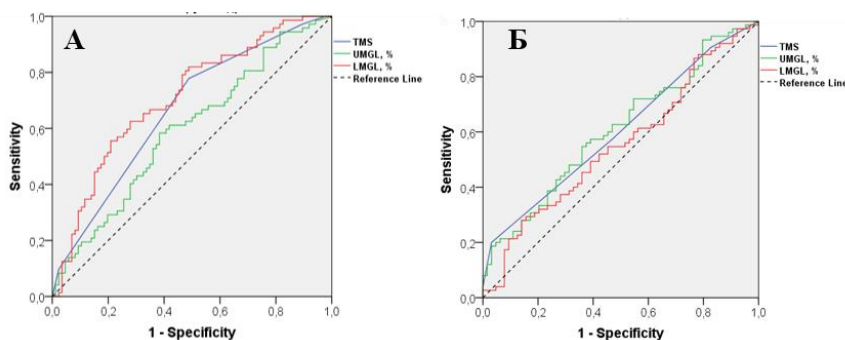 А
Sensitivity
1,0
0,8
0,6
0,4
0,2
0,0
0,0 0,2 0,4 0,6 0,8 1,0
1 - Specificity
TMS
UMGL, %
LMGL, %
Reference Line
Б
Sensitivity
1,0
0,8
0,6
0,4
0,2
0,0
0,0 0,2 0,4 0,6 0,8 1,0
1 - Specificity
TMS
UMGL, %
LMGL, %
Reference Line